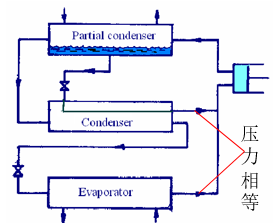 Partial condenser
Condenser
Evaporator
压
力
相
等